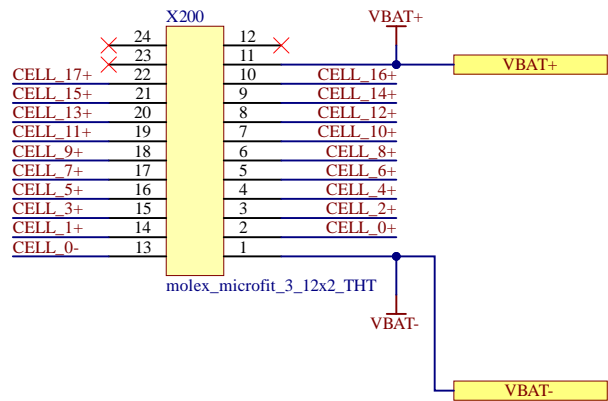 X200
VBAT+
24 12
23 11
VBAT+
CELL_17+ 22 10 CELL_16+
CELL_15+ 21 9 CELL_14+
CELL_13+ 20 8 CELL_12+
CELL_11+ 19 7 CELL_10+
CELL_9+ 18 6 CELL_8+
CELL_7+ 17 5 CELL_6+
CELL_5+ 16 4 CELL_4+
CELL_3+ 15 3 CELL_2+
CELL_1+ 14 2 CELL_0+
CELL_0- 13 1
molex_microfit_3_12x2_THT
VBAT-
VBAT-